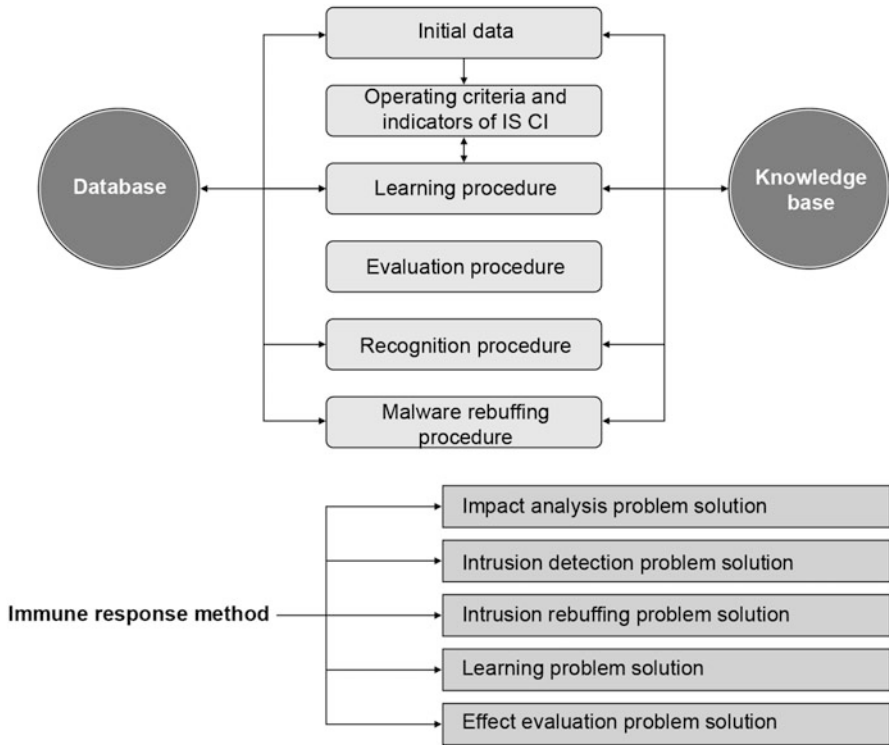 Initial data
Operating criteria and
indicators of IS CI
Database
Learning procedure
Knowledge
base
Evaluation procedure
Recognition procedure
Malware rebuffing
procedure
Impact analysis problem solution
Intrusion detection problem solution
Immune response method
Intrusion rebuffing problem solution
Learning problem solution
Effect evaluation problem solution